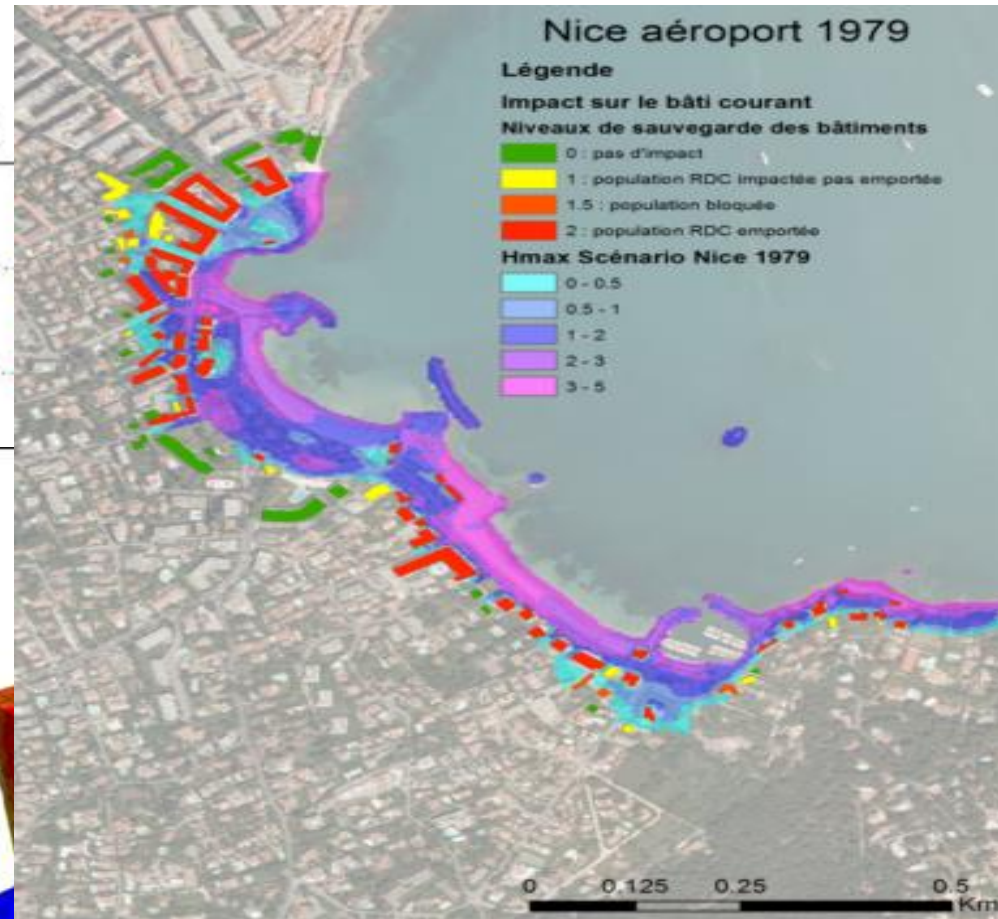 Nice aéroport 1979
Légende
Impact sur le bâti courant
Niveaux de sauvegarde des bâtiments
0 : pas d'impact
1 : population RDC impactée pas emportée
1.5 : population bloquée
2 : population RDC emportée
Hmax Scénario Nice 1979
0 - 0.5
0.5 - 1
1 - 2
2 - 3
3 - 5
0 0.125 0.25 0.5
Km